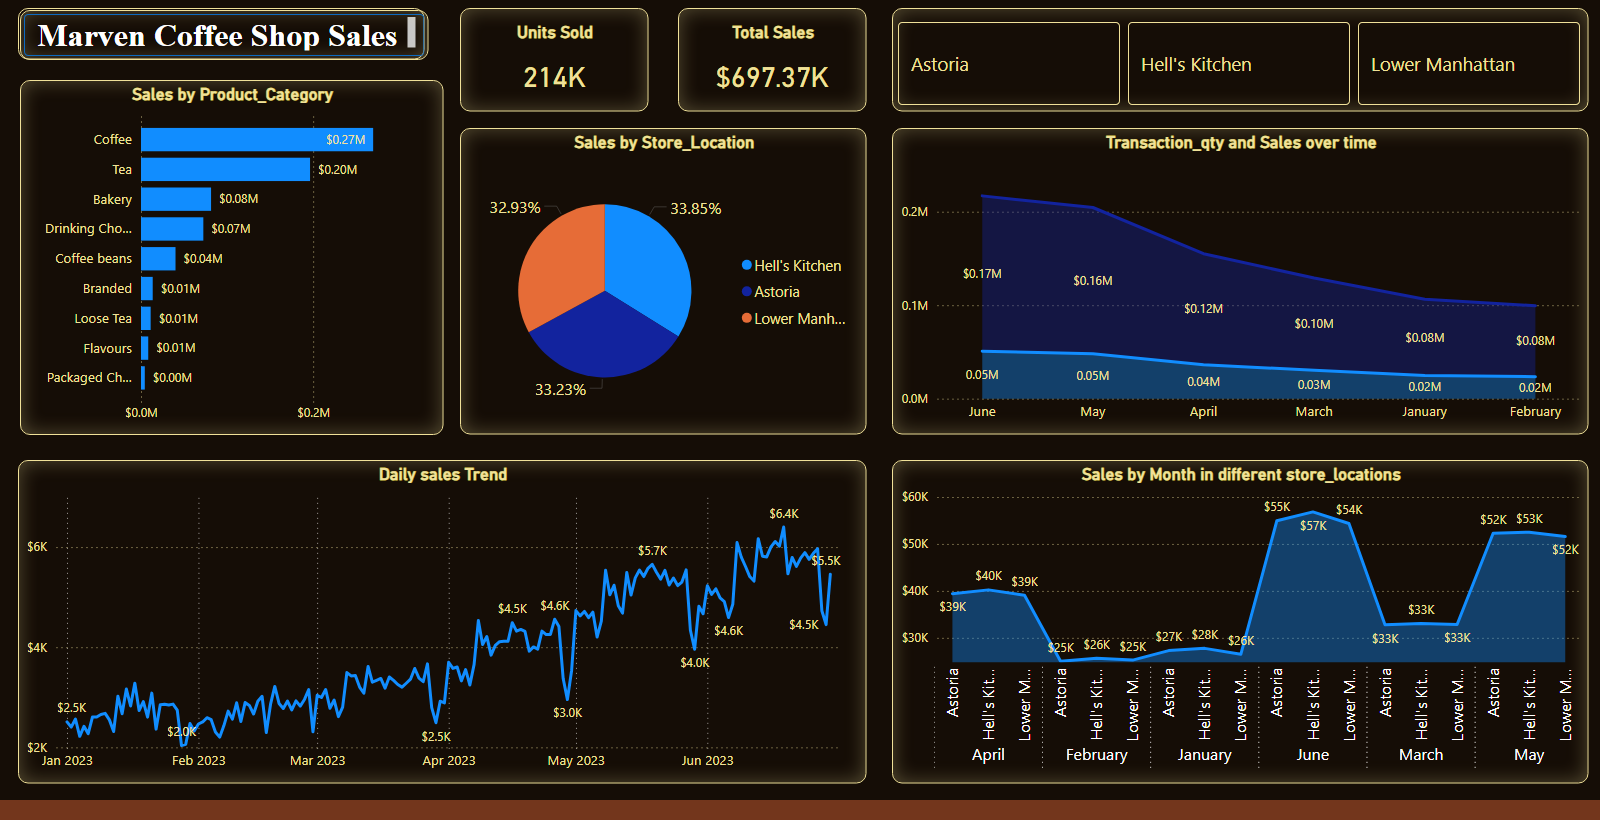 Marven Coffee Shop Sales
Units Sold
214K
Total Sales
$697.37K
Astoria
Hell's Kitchen
Lower Manhattan
Sales by Product_Category
Coffee
$0.27M
Tea
$0.20M
Bakery
$0.08M
Drinking Cho...
$0.07M
Coffee beans
$0.04M
Branded
$0.01M
Loose Tea
$0.01M
Flavours
$0.01M
Packaged Ch...
$0.00M
$0.0M
$0.2M
Sales by Store_Location
32.93%
33.85%
33.23%
Hell's Kitchen
Astoria
Lower Manh...
Transaction_qty and Sales over time
0.2M
0.1M
0.0M
$0.17M
$0.16M
$0.12M
$0.10M
$0.08M
$0.08M
0.05M
0.05M
0.04M
0.03M
0.02M
0.02M
June
May
April
March
January
February
Daily sales Trend
$6K
$4K
$2K
$2.5K
$2.0K
$2.5K
$4.5K
$4.6K
$3.0K
$5.7K
$4.0K
$4.6K
$6.4K
$4.5K
$5.5K
Jan 2023
Feb 2023
Mar 2023
Apr 2023
May 2023
Jun 2023
Sales by Month in different store_locations
$60K
$50K
$40K
$30K
$39K
$40K
$39K
$25K
$26K
$25K
$27K
$28K
$26K
$55K
$57K
$54K
$33K
$33K
$33K
$52K
$53K
$52K
Astoria
Hell's Kit...
Lower M...
Astoria
Hell's Kit...
Lower M...
Astoria
Hell's Kit...
Lower M...
Astoria
Hell's Kit...
Lower M...
Astoria
Hell's Kit...
Lower M...
Astoria
Hell's Kit...
Lower M...
April
February
January
June
March
May